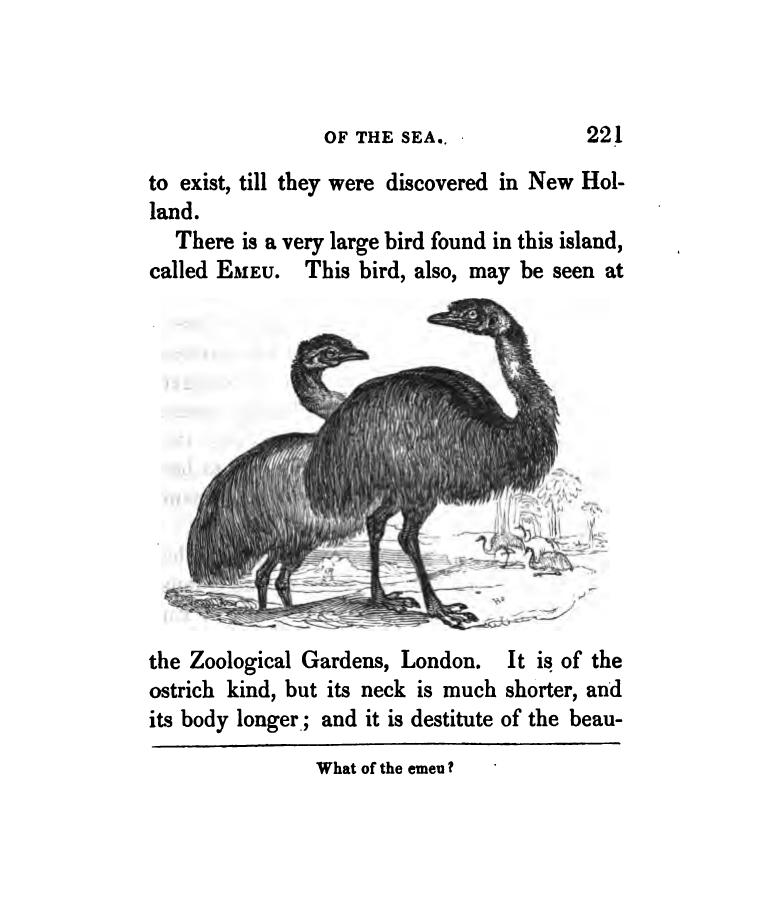 OF THE SEA. 221
to exist, till they were discovered in New Hol-
land.
There is a very large bird found in this island,
called EMEU. This bird, also, may be seen at
HP
the Zoological Gardens, London. It is of the
ostrich kind, but its neck is much shorter, and
its body longer; and it is destitute of the beau-
What of the emeu?